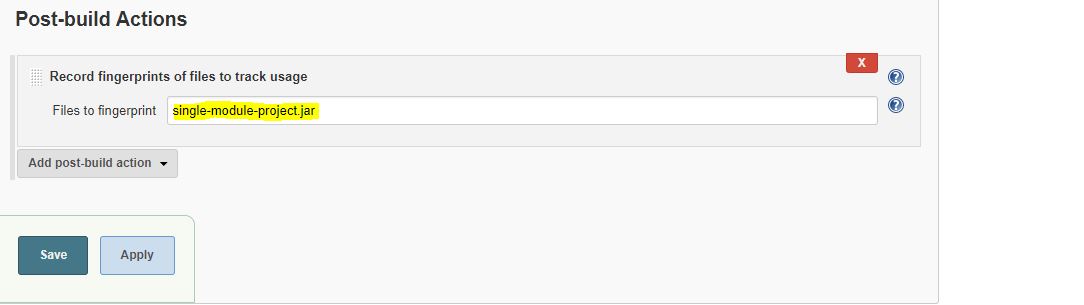 Post-build Actions
X
Record fingerprints of files to track usage
?
Files to fingerprint single-module-project.jar
?
Add post-build action
Save Apply